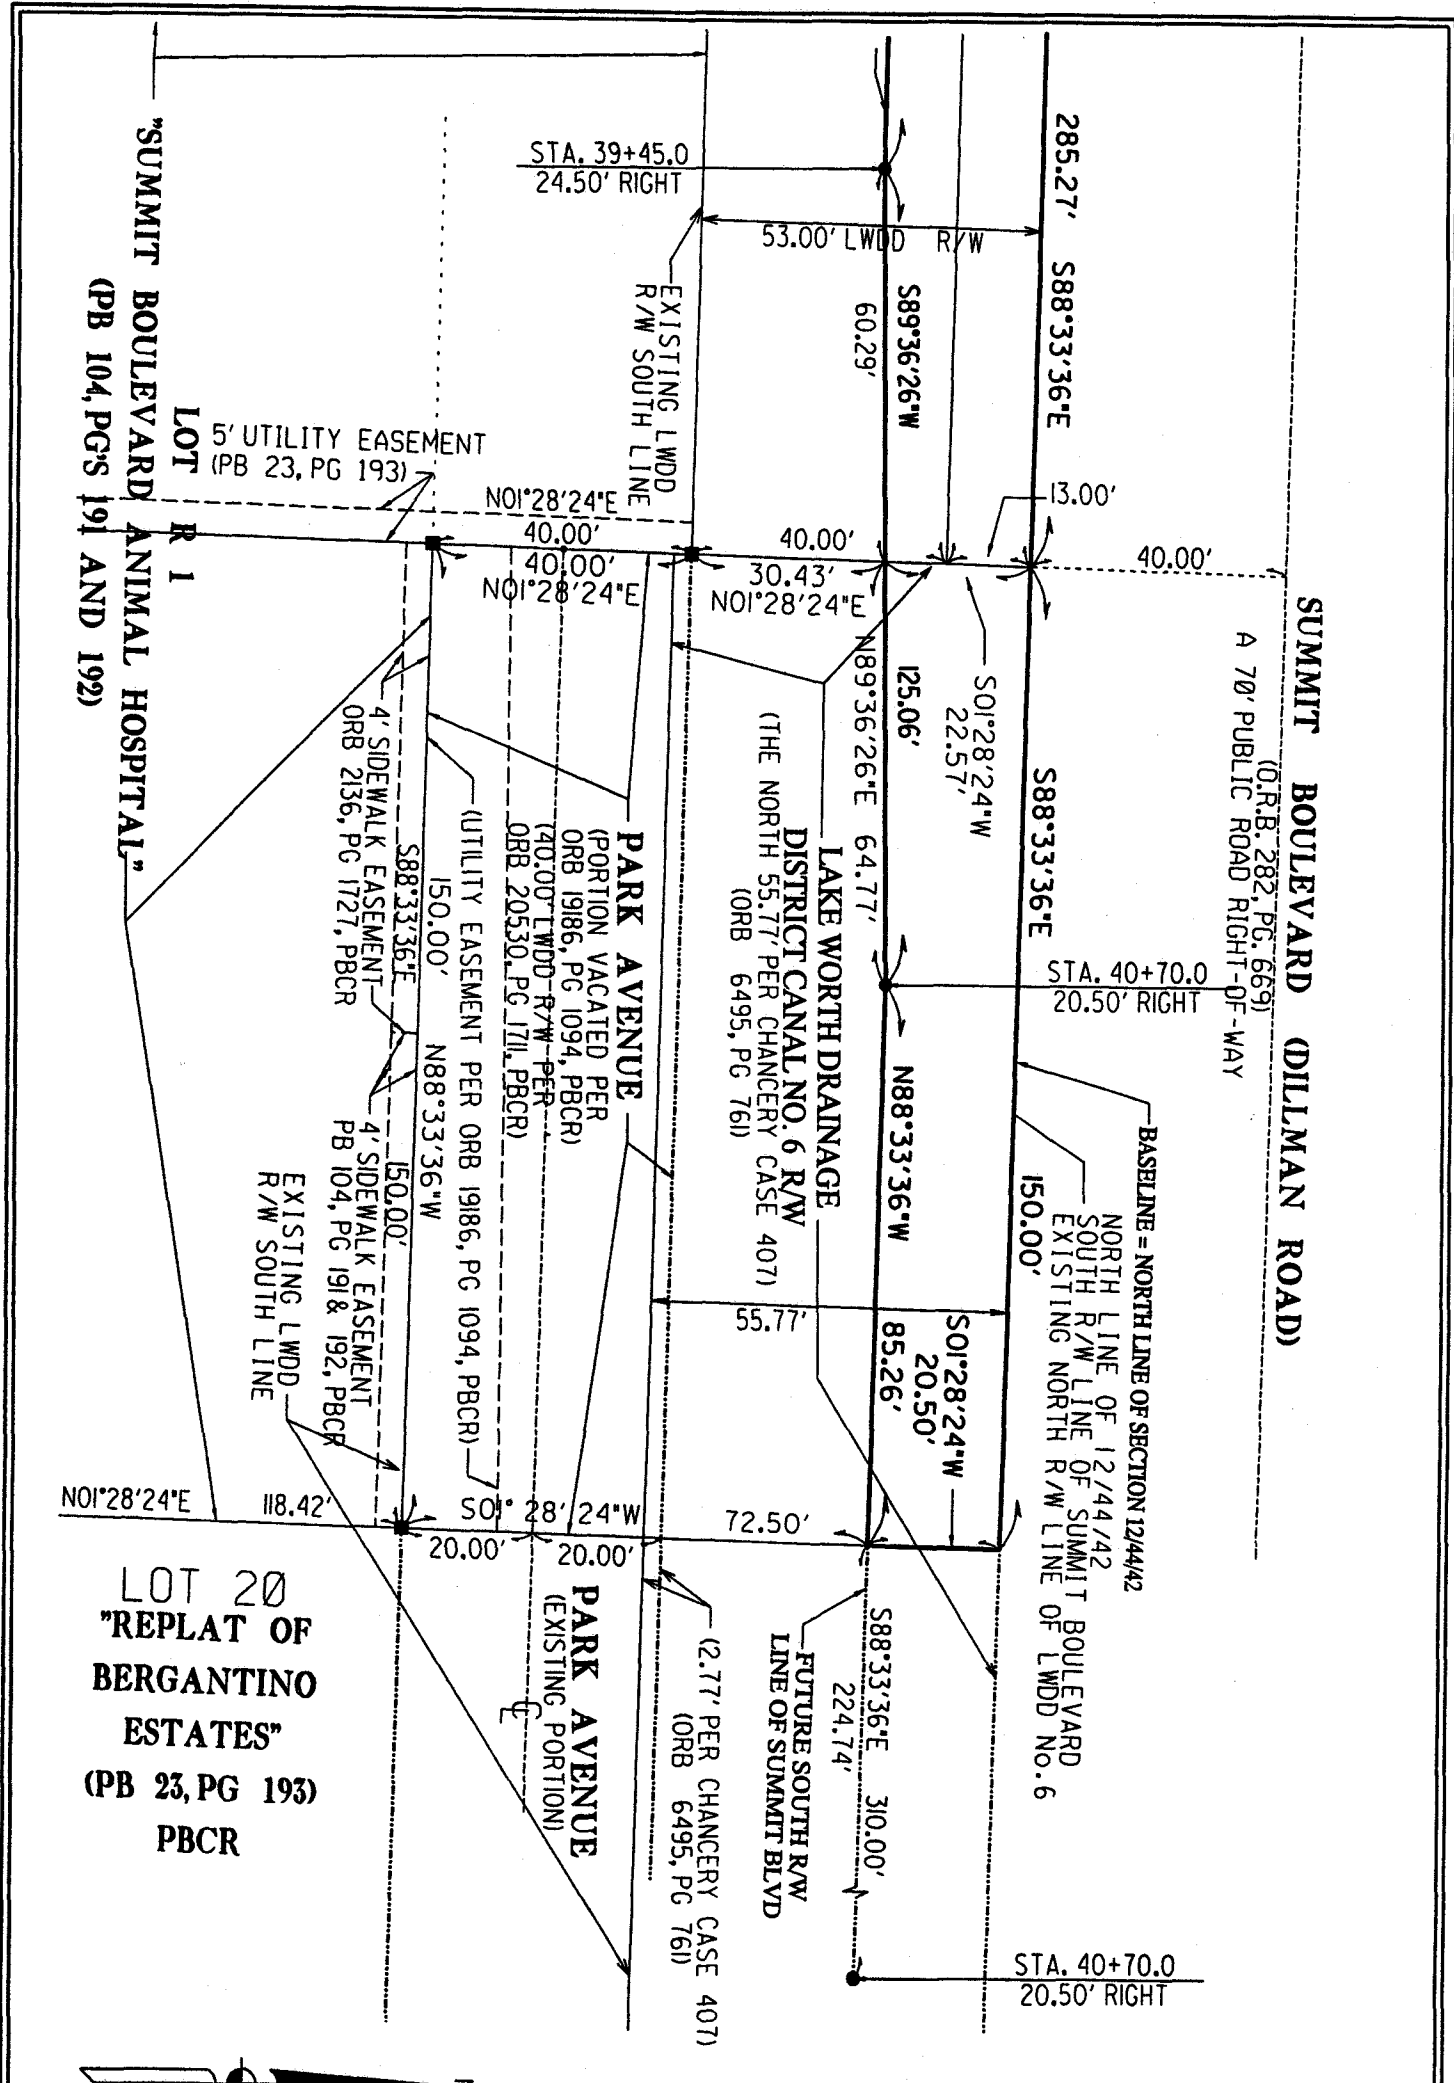 SUMMIT BOULEVARD (DILLMAN ROAD)
(O.R.B. 282, PG. 669)
A 70' PUBLIC ROAD RIGHT-OF-WAY
285.27' S88°33'36"E
S88°33'36"E
150.00'
40.00'
13.00'
STA. 39+45.0
24.50' RIGHT
53.00' LWDD R/W
S89°36'26"W
60.29'
EXISTING LWDD
R/W SOUTH LINE
5' UTILITY EASEMENT
(PB 23, PG 193)
N01°28'24"E
40.00'
40.00'
N01°28'24"E
40.00'
30.43'
N01°28'24"E
S01°28'24"W
22.57'
125.06'
N89°36'26"E 64.77'
STA. 40+70.0
20.50' RIGHT
BASELINE = NORTH LINE OF SECTION 12/44/42
NORTH LINE OF 12/44/42
SOUTH R/W LINE OF SUMMIT BOULEVARD
EXISTING NORTH R/W LINE OF LWDD No.6
N88°33'36"W
85.26'
S01°28'24"W
20.50'
55.77'
LAKE WORTH DRAINAGE
DISTRICT CANAL NO. 6 R/W
(THE NORTH 55.77' PER CHANCERY CASE 407)
(ORB 6495, PG 761)
PARK AVENUE
(PORTION VACATED PER
ORB 19186, PG 1094, PBCR)
(40.00' LWDD R/W PER
ORB 20530, PG 1711, PBCR)
(UTILITY EASEMENT PER ORB 19186, PG 1094, PBCR)
150.00' N88°33'36"W
S88°33'36"E 150.00'
4' SIDEWALK EASEMENT
ORB 2136, PG 1727, PBCR
4' SIDEWALK EASEMENT
PB 104, PG 191 & 192, PBCR
EXISTING LWDD
R/W SOUTH LINE
LOT R 1
"SUMMIT BOULEVARD ANIMAL HOSPITAL"
(PB 104, PG'S 191 AND 192)
N01°28'24"E 118.42'
S01° 28' 24"W
20.00'
20.00'
72.50'
S88°33'36"E 310.00'
224.74'
FUTURE SOUTH R/W
LINE OF SUMMIT BLVD
(2.77' PER CHANCERY CASE 407)
(ORB 6495, PG 761)
PARK AVENUE
(EXISTING PORTION)
STA. 40+70.0
20.50' RIGHT
LOT 20
"REPLAT OF
BERGANTINO
ESTATES"
(PB 23, PG 193)
PBCR